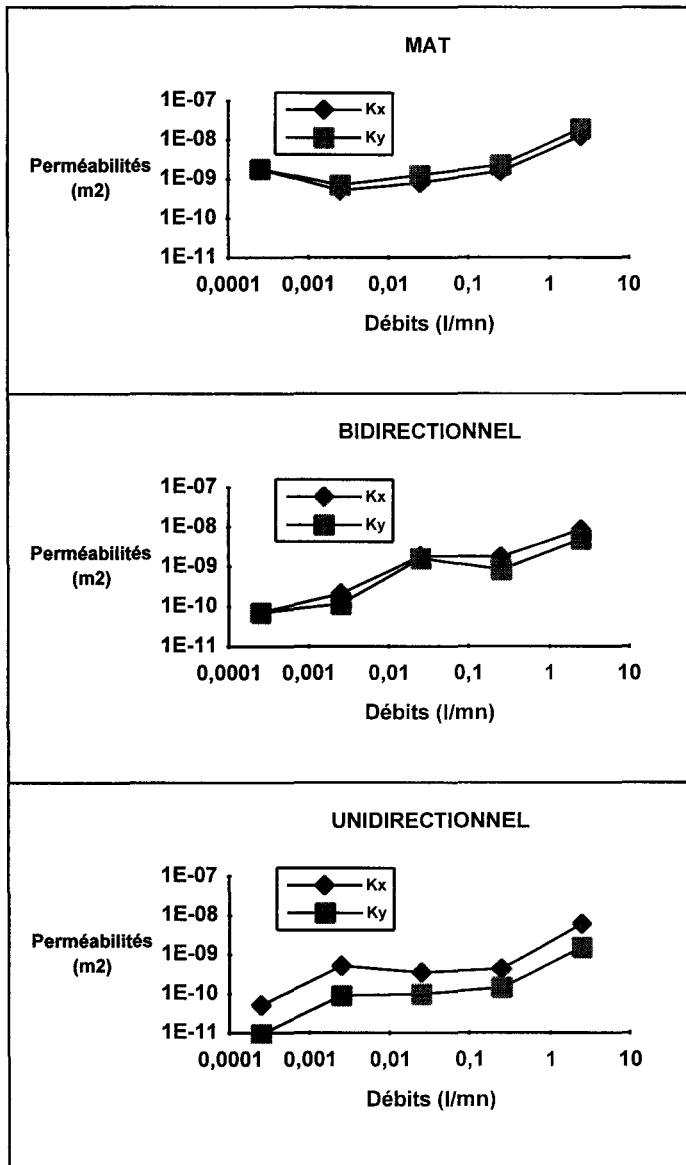 MAT
Kx
Ky
Perméabilités
(m2)
1E-07
1E-08
1E-09
1E-10
1E-11
0,0001 0,001 0,01 0,1 1 10
Débits (l/mn)
BIDIRECTIONNEL
Kx
Ky
Perméabilités
(m2)
1E-07
1E-08
1E-09
1E-10
1E-11
0,0001 0,001 0,01 0,1 1 10
Débits (l/mn)
UNIDIRECTIONNEL
Kx
Ky
Perméabilités
(m2)
1E-07
1E-08
1E-09
1E-10
1E-11
0,0001 0,001 0,01 0,1 1 10
Débits (l/mn)